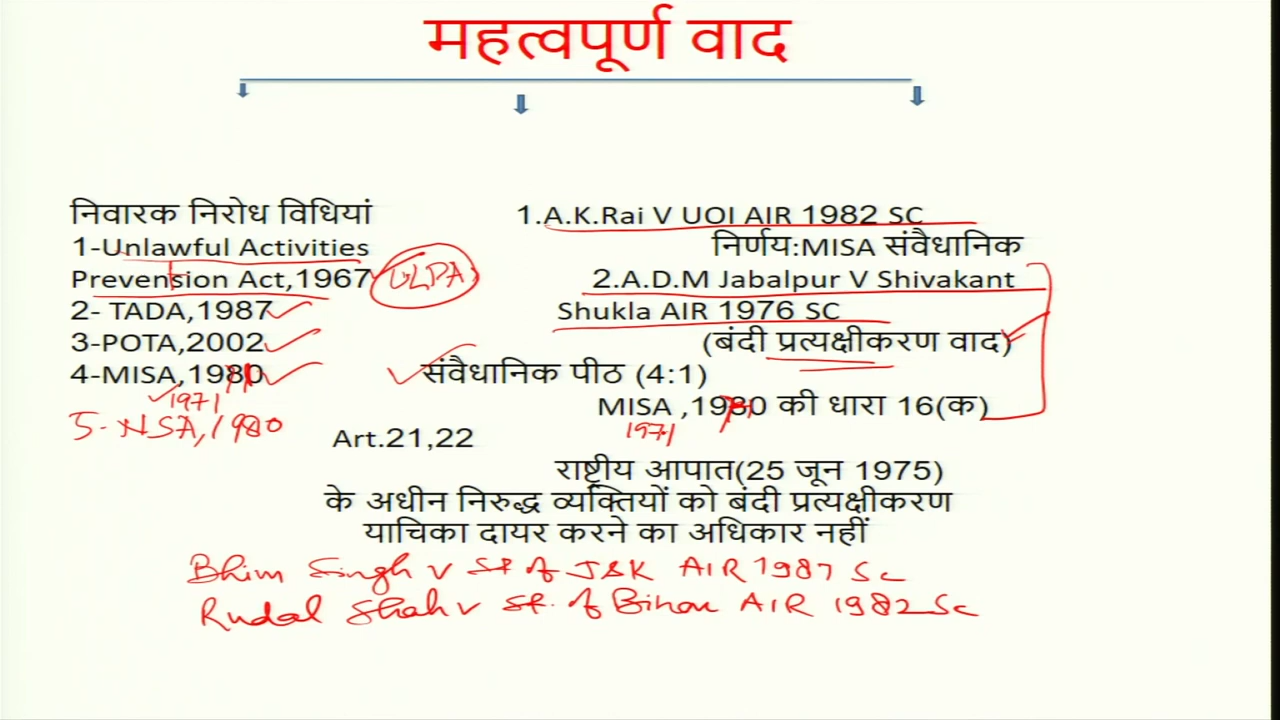 महत्वपूर्ण वाद
निवारक निरोध विधियां
1-Unlawful Activities
Prevension Act,1967 ULPA
2- TADA,1987
3-POTA,2002
4-MISA,1980
1971
5- NSA,1980
Art.21,22
1.A.K.Rai V UOI AIR 1982 SC
निर्णय:MISA संवैधानिक
2.A.D.M Jabalpur V Shivakant
Shukla AIR 1976 SC
(बंदी प्रत्यक्षीकरण वाद)
संवैधानिक पीठ (4:1)
MISA ,1980 की धारा 16(क)
1971
राष्ट्रीय आपात(25 जून 1975)
के अधीन निरुद्ध व्यक्तियों को बंदी प्रत्यक्षीकरण
याचिका दायर करने का अधिकार नहीं
Bhim Singh v St of J&K AIR 1987 SC
Rudal Shah v St. of Bihar AIR 1982 SC